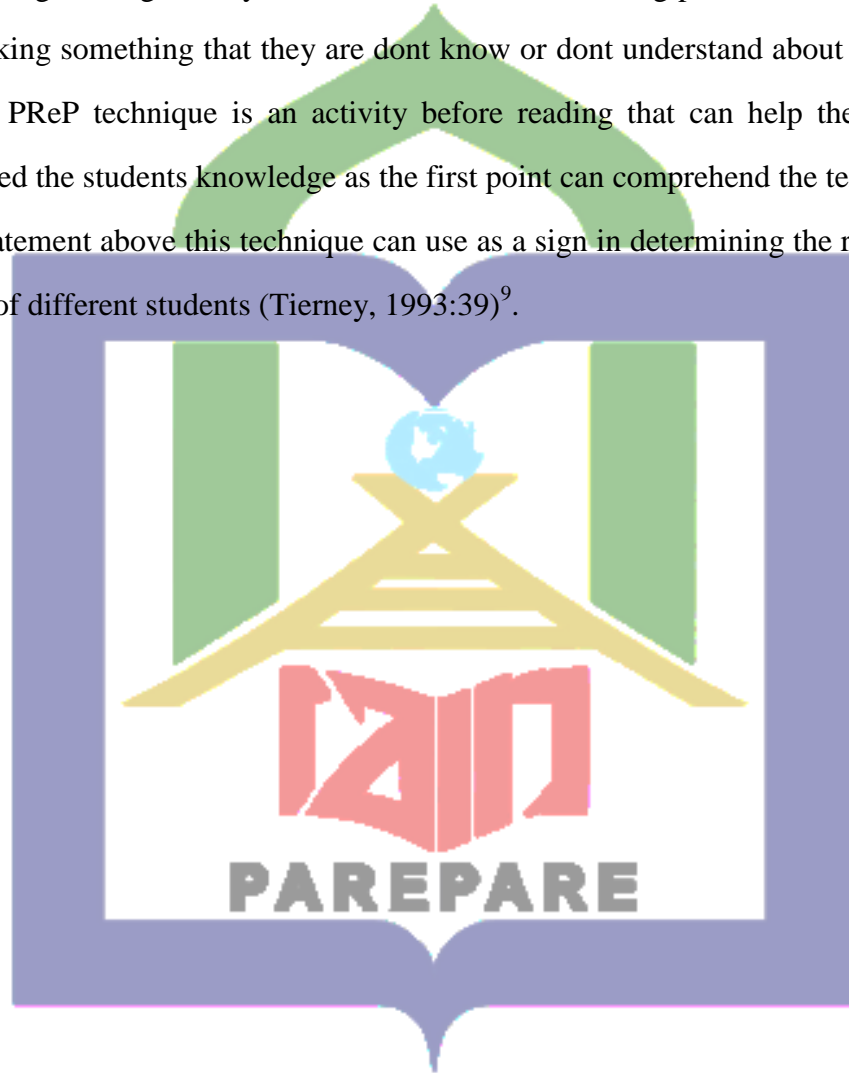 king something that they are dont know or dont understand about
PReP technique is an activity before reading that can help the
ed the students knowledge as the first point can comprehend the te
atement above this technique can use as a sign in determining the r
of different students (Tierney, 1993:39)⁹.
iain
PAREPARE